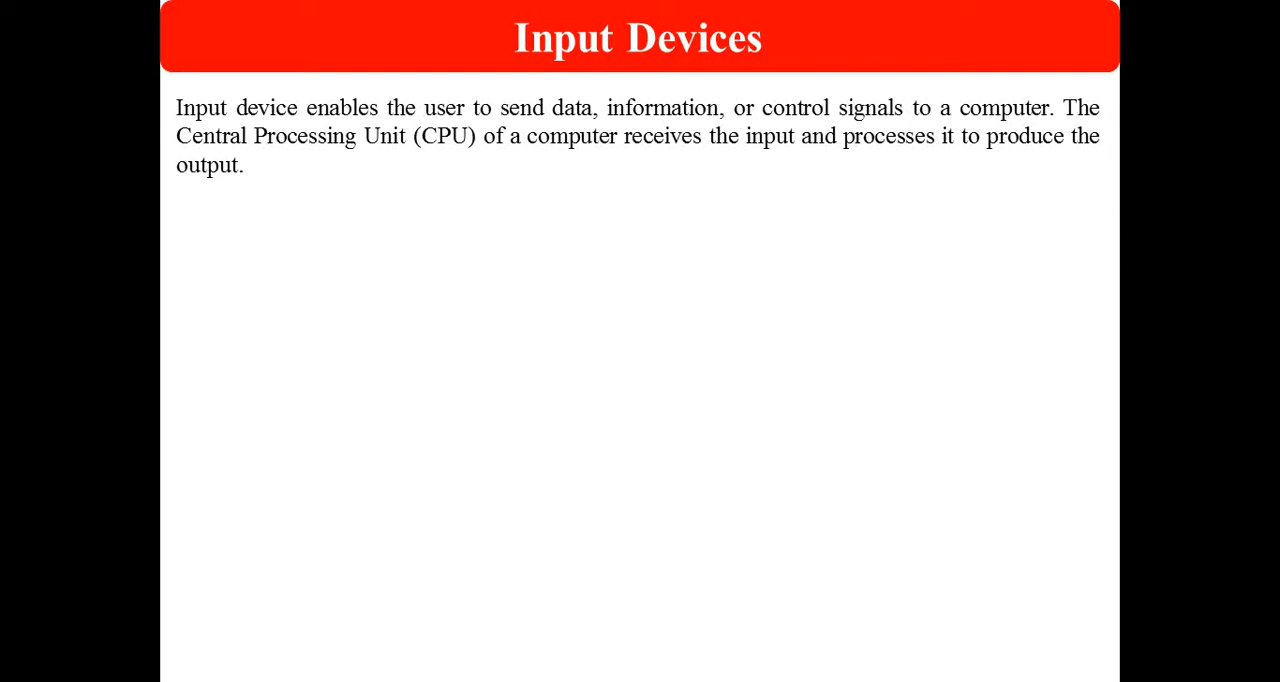 Input Devices
Input device enables the user to send data, information, or control signals to a computer. The
Central Processing Unit (CPU) of a computer receives the input and processes it to produce the
output.